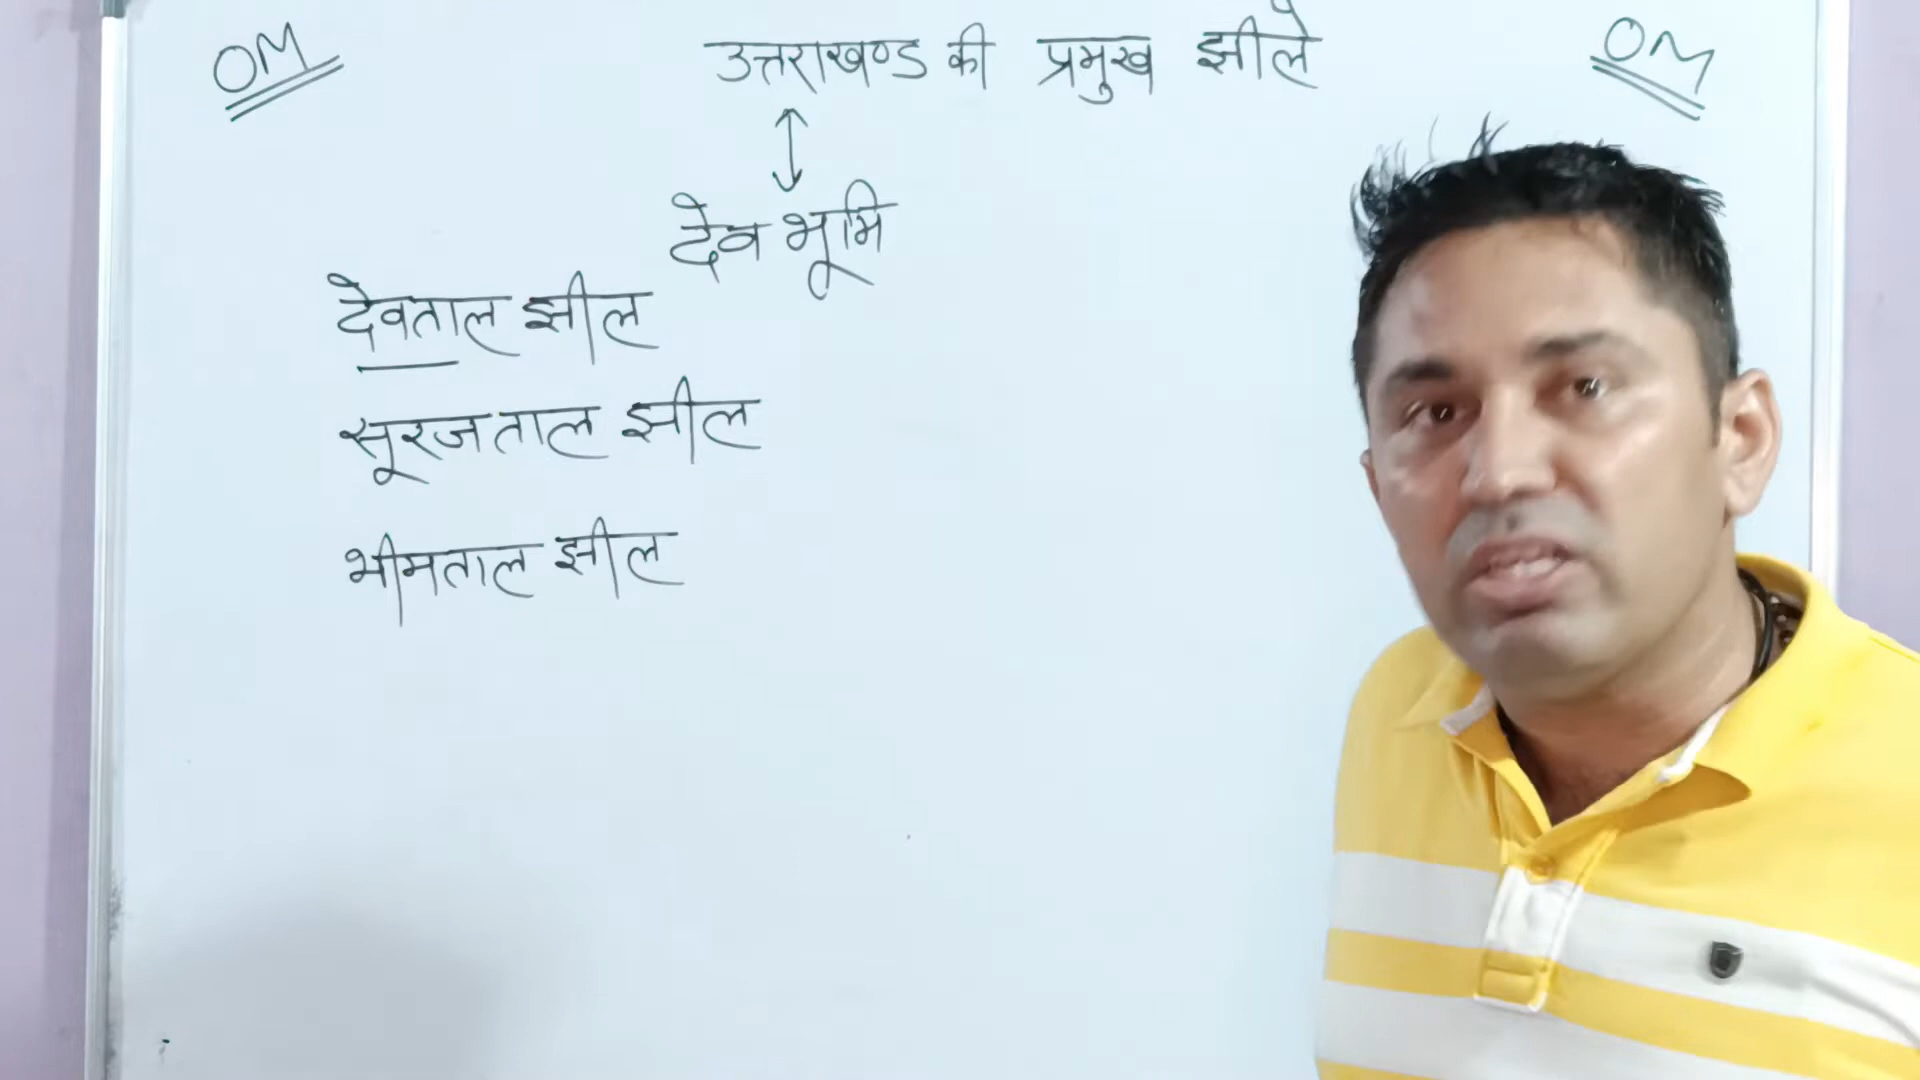 OM
उत्तराखण्ड की प्रमुख झीले
OM
देव भूमि
देवताल झील
सूरजताल झील
भीमताल झील